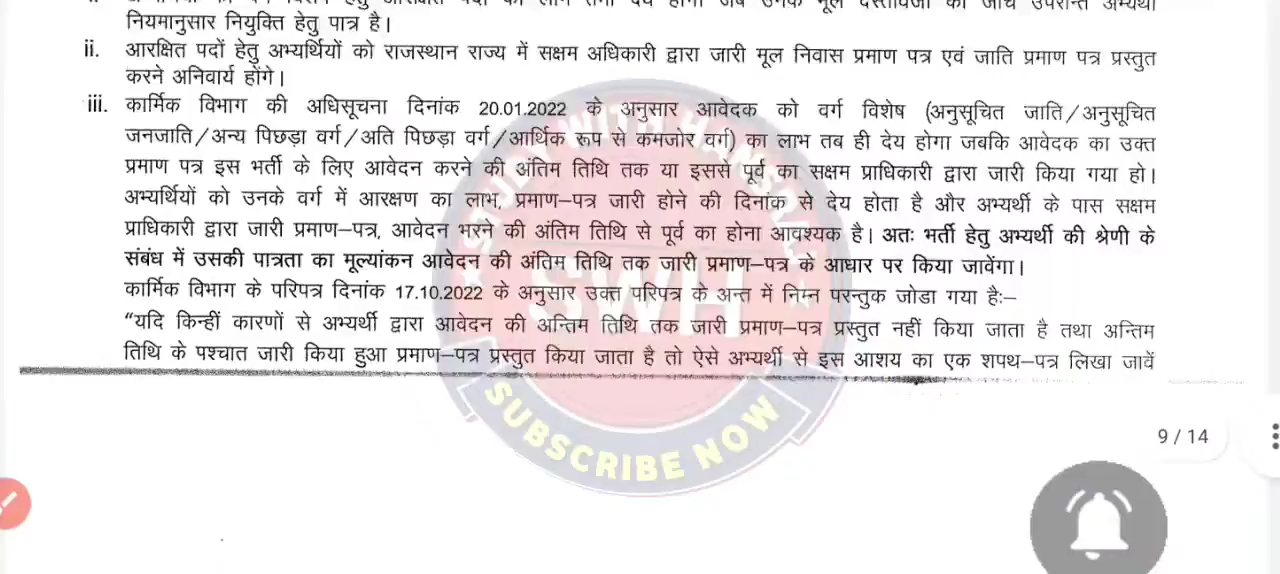 नियमानुसार नियुक्ति हेतु पात्र है।
ii. आरक्षित पदों हेतु अभ्यर्थियों को राजस्थान राज्य में सक्षम अधिकारी द्वारा जारी मूल निवास प्रमाण पत्र एवं जाति प्रमाण पत्र प्रस्तुत
करने अनिवार्य होंगे।
iii. कार्मिक विभाग की अधिसूचना दिनांक 20.01.2022 के अनुसार आवेदक को वर्ग विशेष (अनुसूचित जाति/अनुसूचित
जनजाति/अन्य पिछड़ा वर्ग/अति पिछड़ा वर्ग/आर्थिक रूप से कमजोर वर्ग) का लाभ तब ही देय होगा जबकि आवेदक का उक्त
प्रमाण पत्र इस भर्ती के लिए आवेदन करने की अंतिम तिथि तक या इससे पूर्व का सक्षम प्राधिकारी द्वारा जारी किया गया हो।
अभ्यर्थियों को उनके वर्ग में आरक्षण का लाभ, प्रमाण–पत्र जारी होने की दिनांक से देय होता है और अभ्यर्थी के पास सक्षम
प्राधिकारी द्वारा जारी प्रमाण–पत्र, आवेदन भरने की अंतिम तिथि से पूर्व का होना आवश्यक है। अतः भर्ती हेतु अभ्यर्थी की श्रेणी के
संबंध में उसकी पात्रता का मूल्यांकन आवेदन की अंतिम तिथि तक जारी प्रमाण–पत्र के आधार पर किया जावेंगा।
कार्मिक विभाग के परिपत्र दिनांक 17.10.2022 के अनुसार उक्त परिपत्र के अन्त में निम्न परन्तुक जोडा गया हैः–
“यदि किन्हीं कारणों से अभ्यर्थी द्वारा आवेदन की अन्तिम तिथि तक जारी प्रमाण–पत्र प्रस्तुत नहीं किया जाता है तथा अन्तिम
तिथि के पश्चात जारी किया हुआ प्रमाण–पत्र प्रस्तुत किया जाता है तो ऐसे अभ्यर्थी से इस आशय का एक शपथ–पत्र लिखा जावें
STUDY WITH HANSRAJ
SWH
SUBSCRIBE NOW
9 / 14